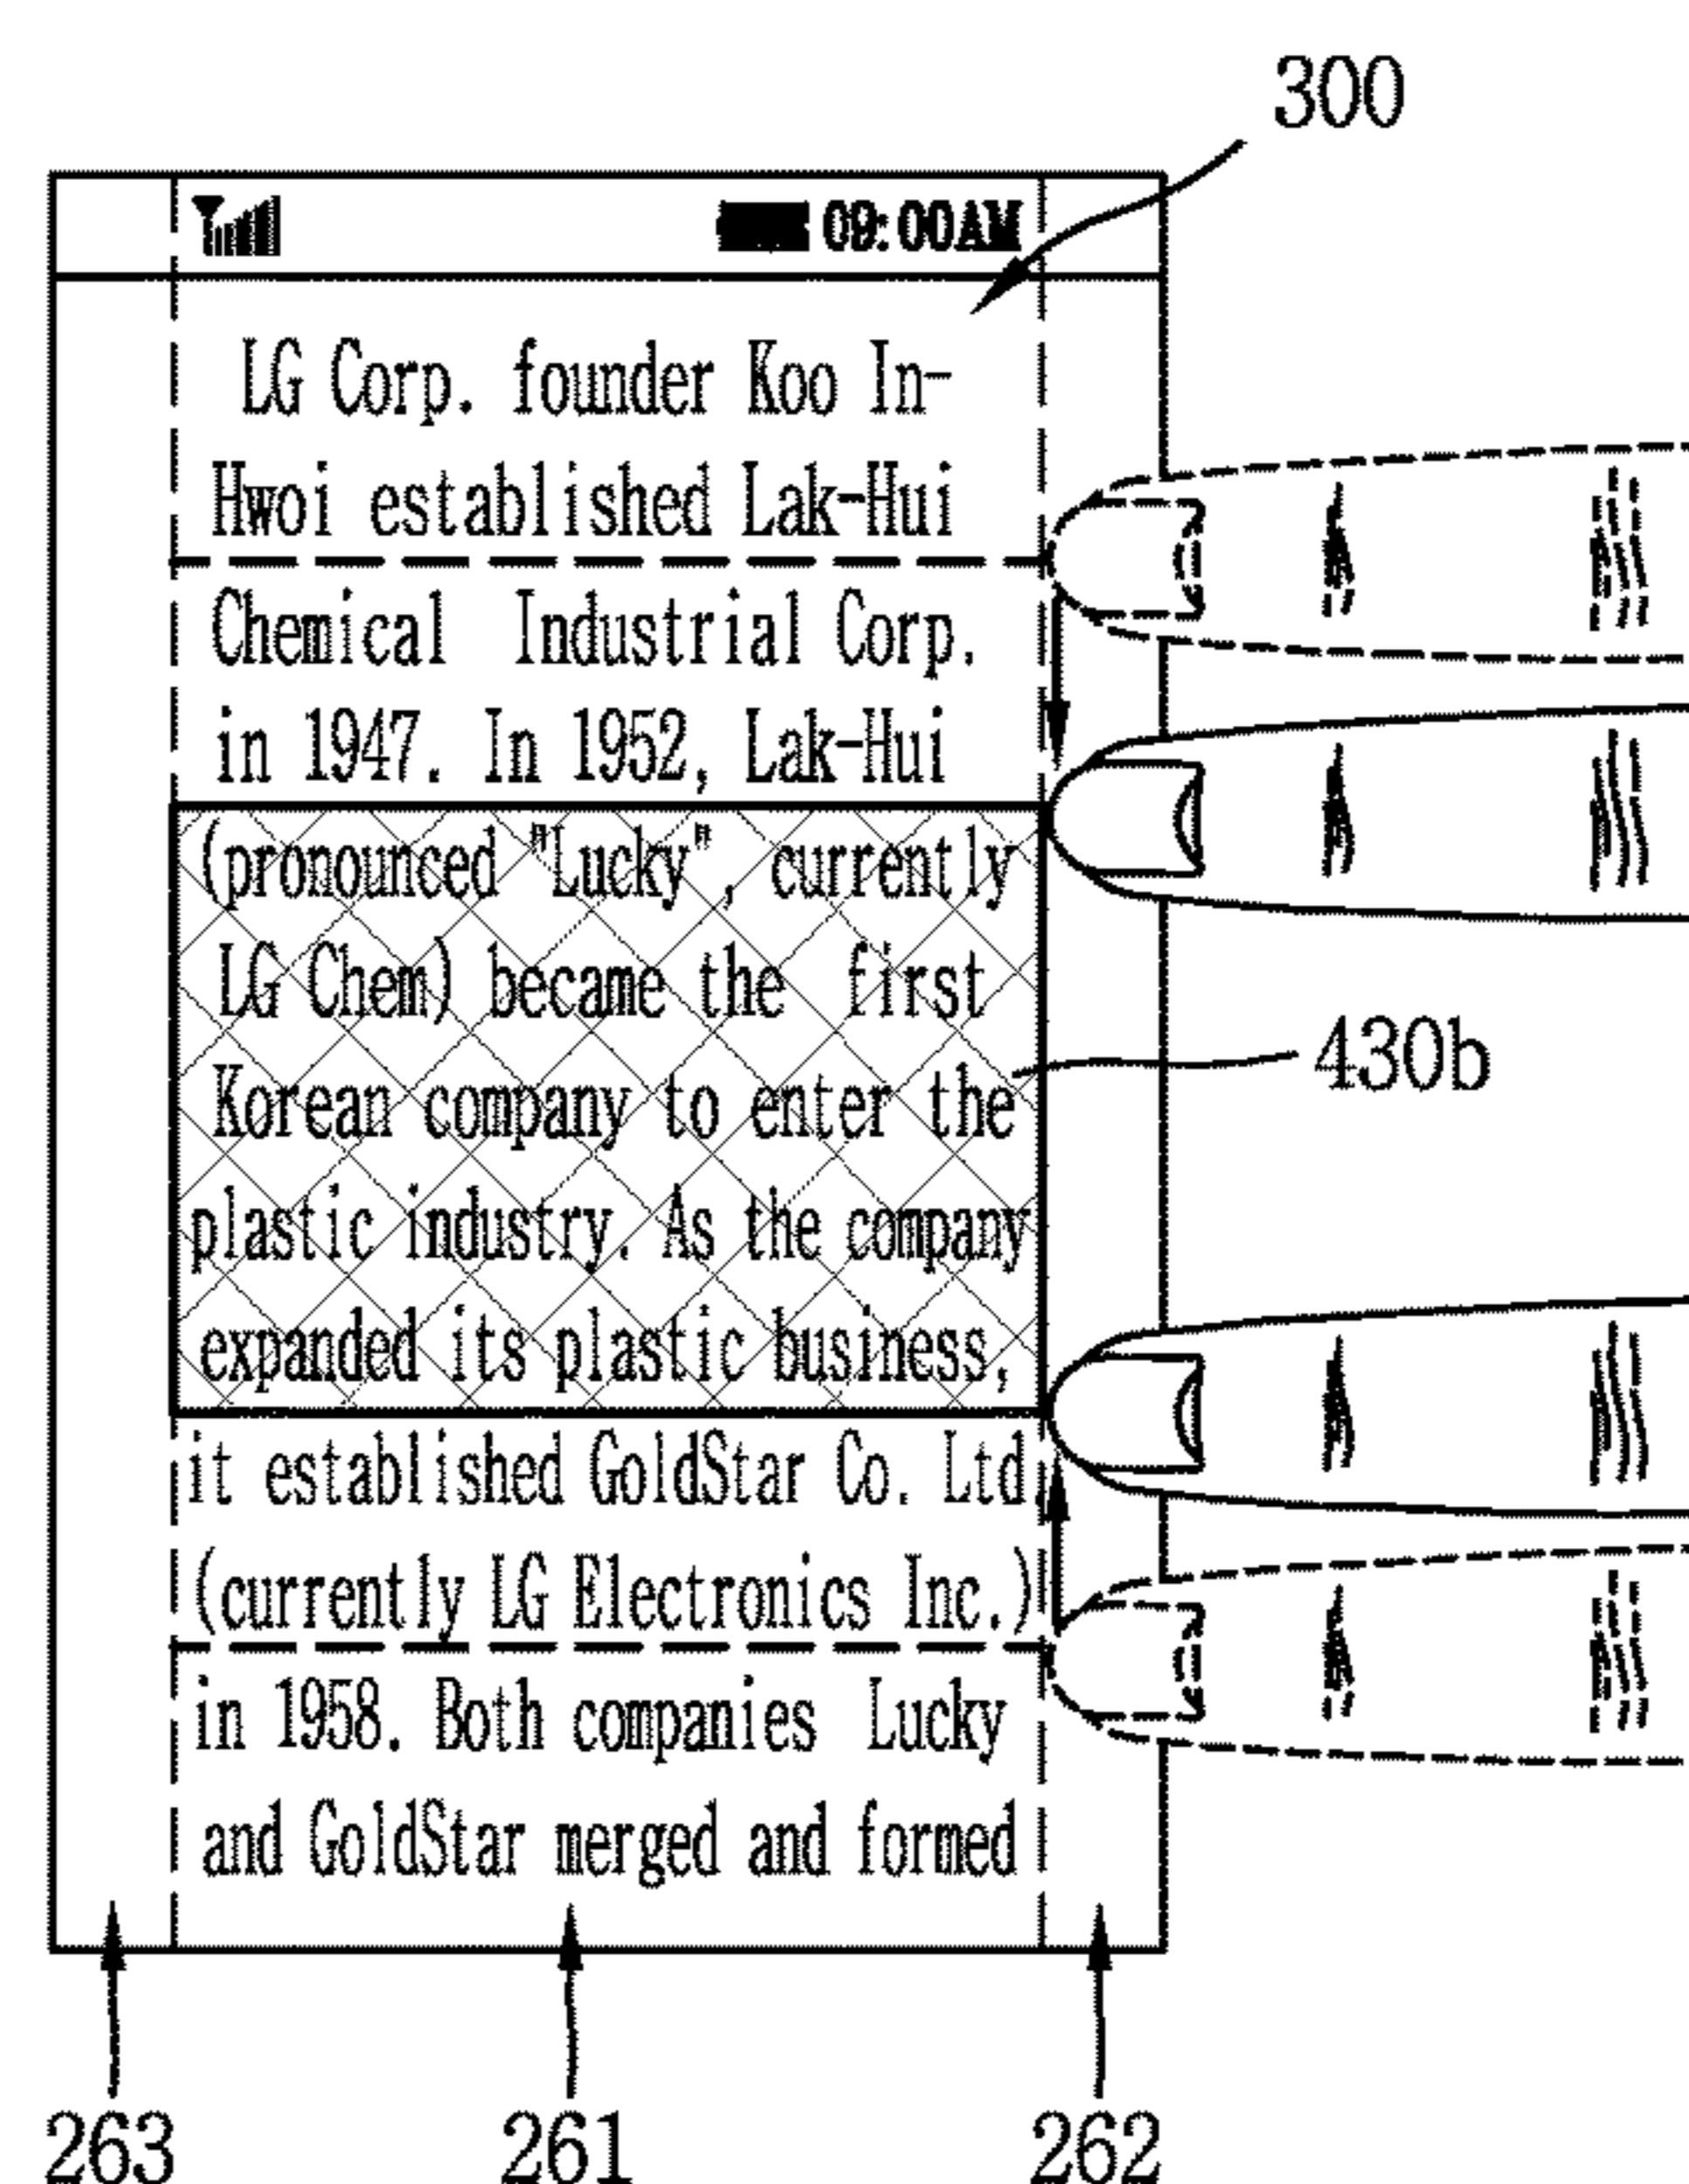 300
09:00AM
LG Corp. founder Koo In-
Hwoi established Lak-Hui
Chemical Industrial Corp.
in 1947. In 1952, Lak-Hui
(pronounced "Lucky", currently
LG Chem) became the first
Korean company to enter the
430b
plastic industry. As the company
expanded its plastic business,
it established GoldStar Co. Ltd
(currently LG Electronics Inc.)
in 1958. Both companies Lucky
and GoldStar merged and formed
263 261 262